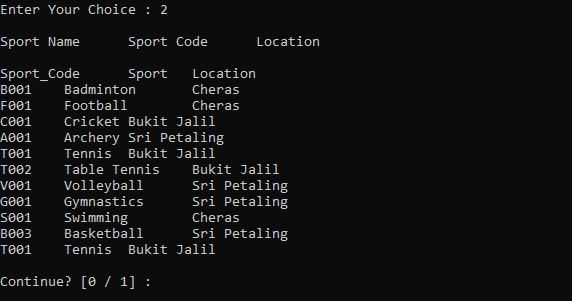 Enter Your Choice : 2
Sport Name Sport Code Location
Sport_Code Sport Location
B001 Badminton Cheras
F001 Football Cheras
C001 Cricket Bukit Jalil
A001 Archery Sri Petaling
T001 Tennis Bukit Jalil
T002 Table Tennis Bukit Jalil
V001 Volleyball Sri Petaling
G001 Gymnastics Sri Petaling
S001 Swimming Cheras
B003 Basketball Sri Petaling
T001 Tennis Bukit Jalil
Continue? [0 / 1] :